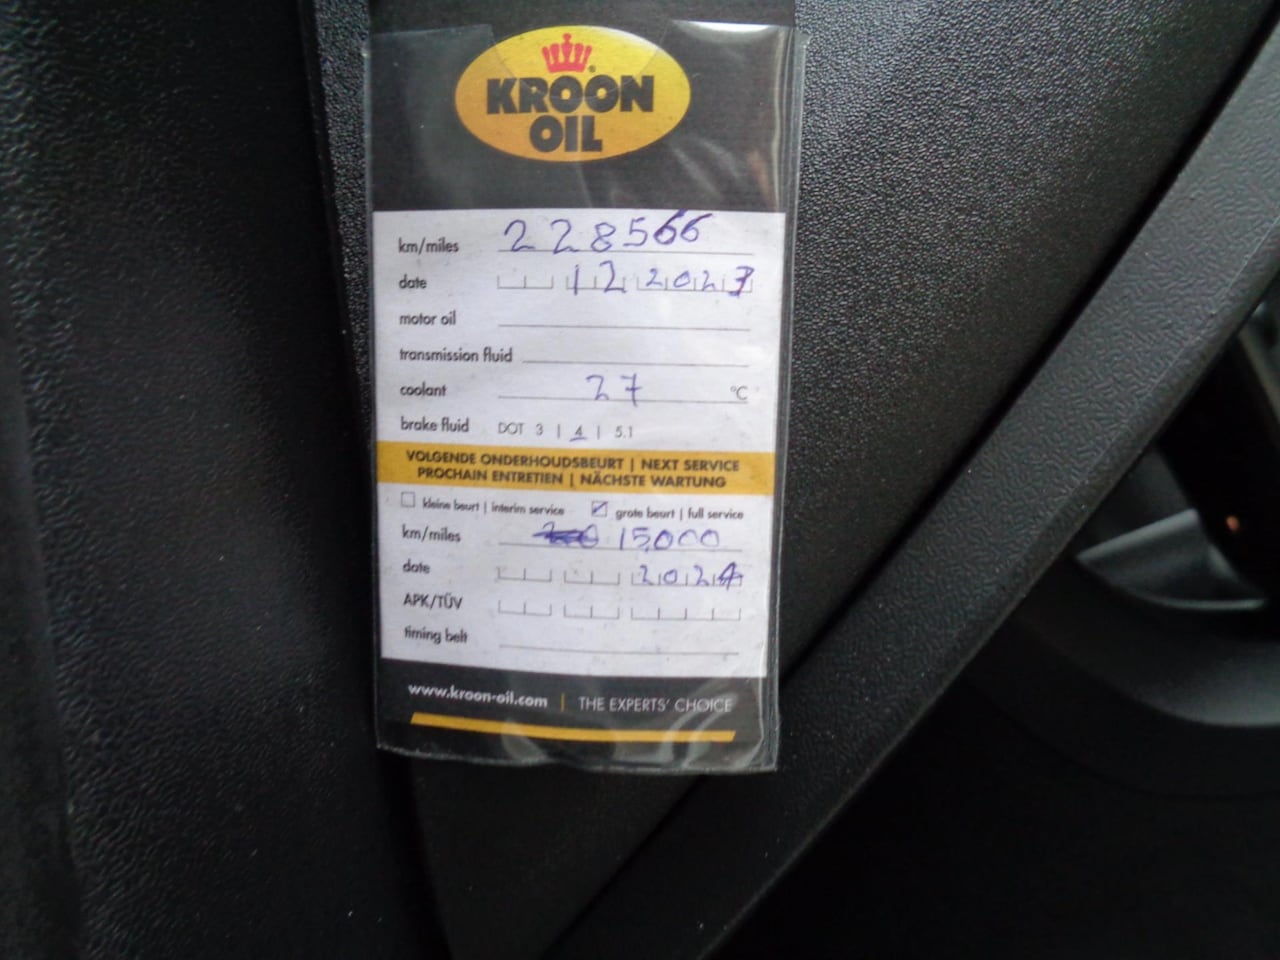 KROON
OIL
km/miles 228566
date 12 2023
motor oil
transmission fluid
coolant 27 °C
brake fluid DOT 3 | 4 | 5.1
VOLGENDE ONDERHOUDSBEURT | NEXT SERVICE
PROCHAIN ENTRETIEN | NÄCHSTE WARTUNG
kleine beurt | interim service grote beurt | full service
km/miles 15.000
date 2024
APK/TÜV
timing belt
www.kroon-oil.com | THE EXPERTS' CHOICE